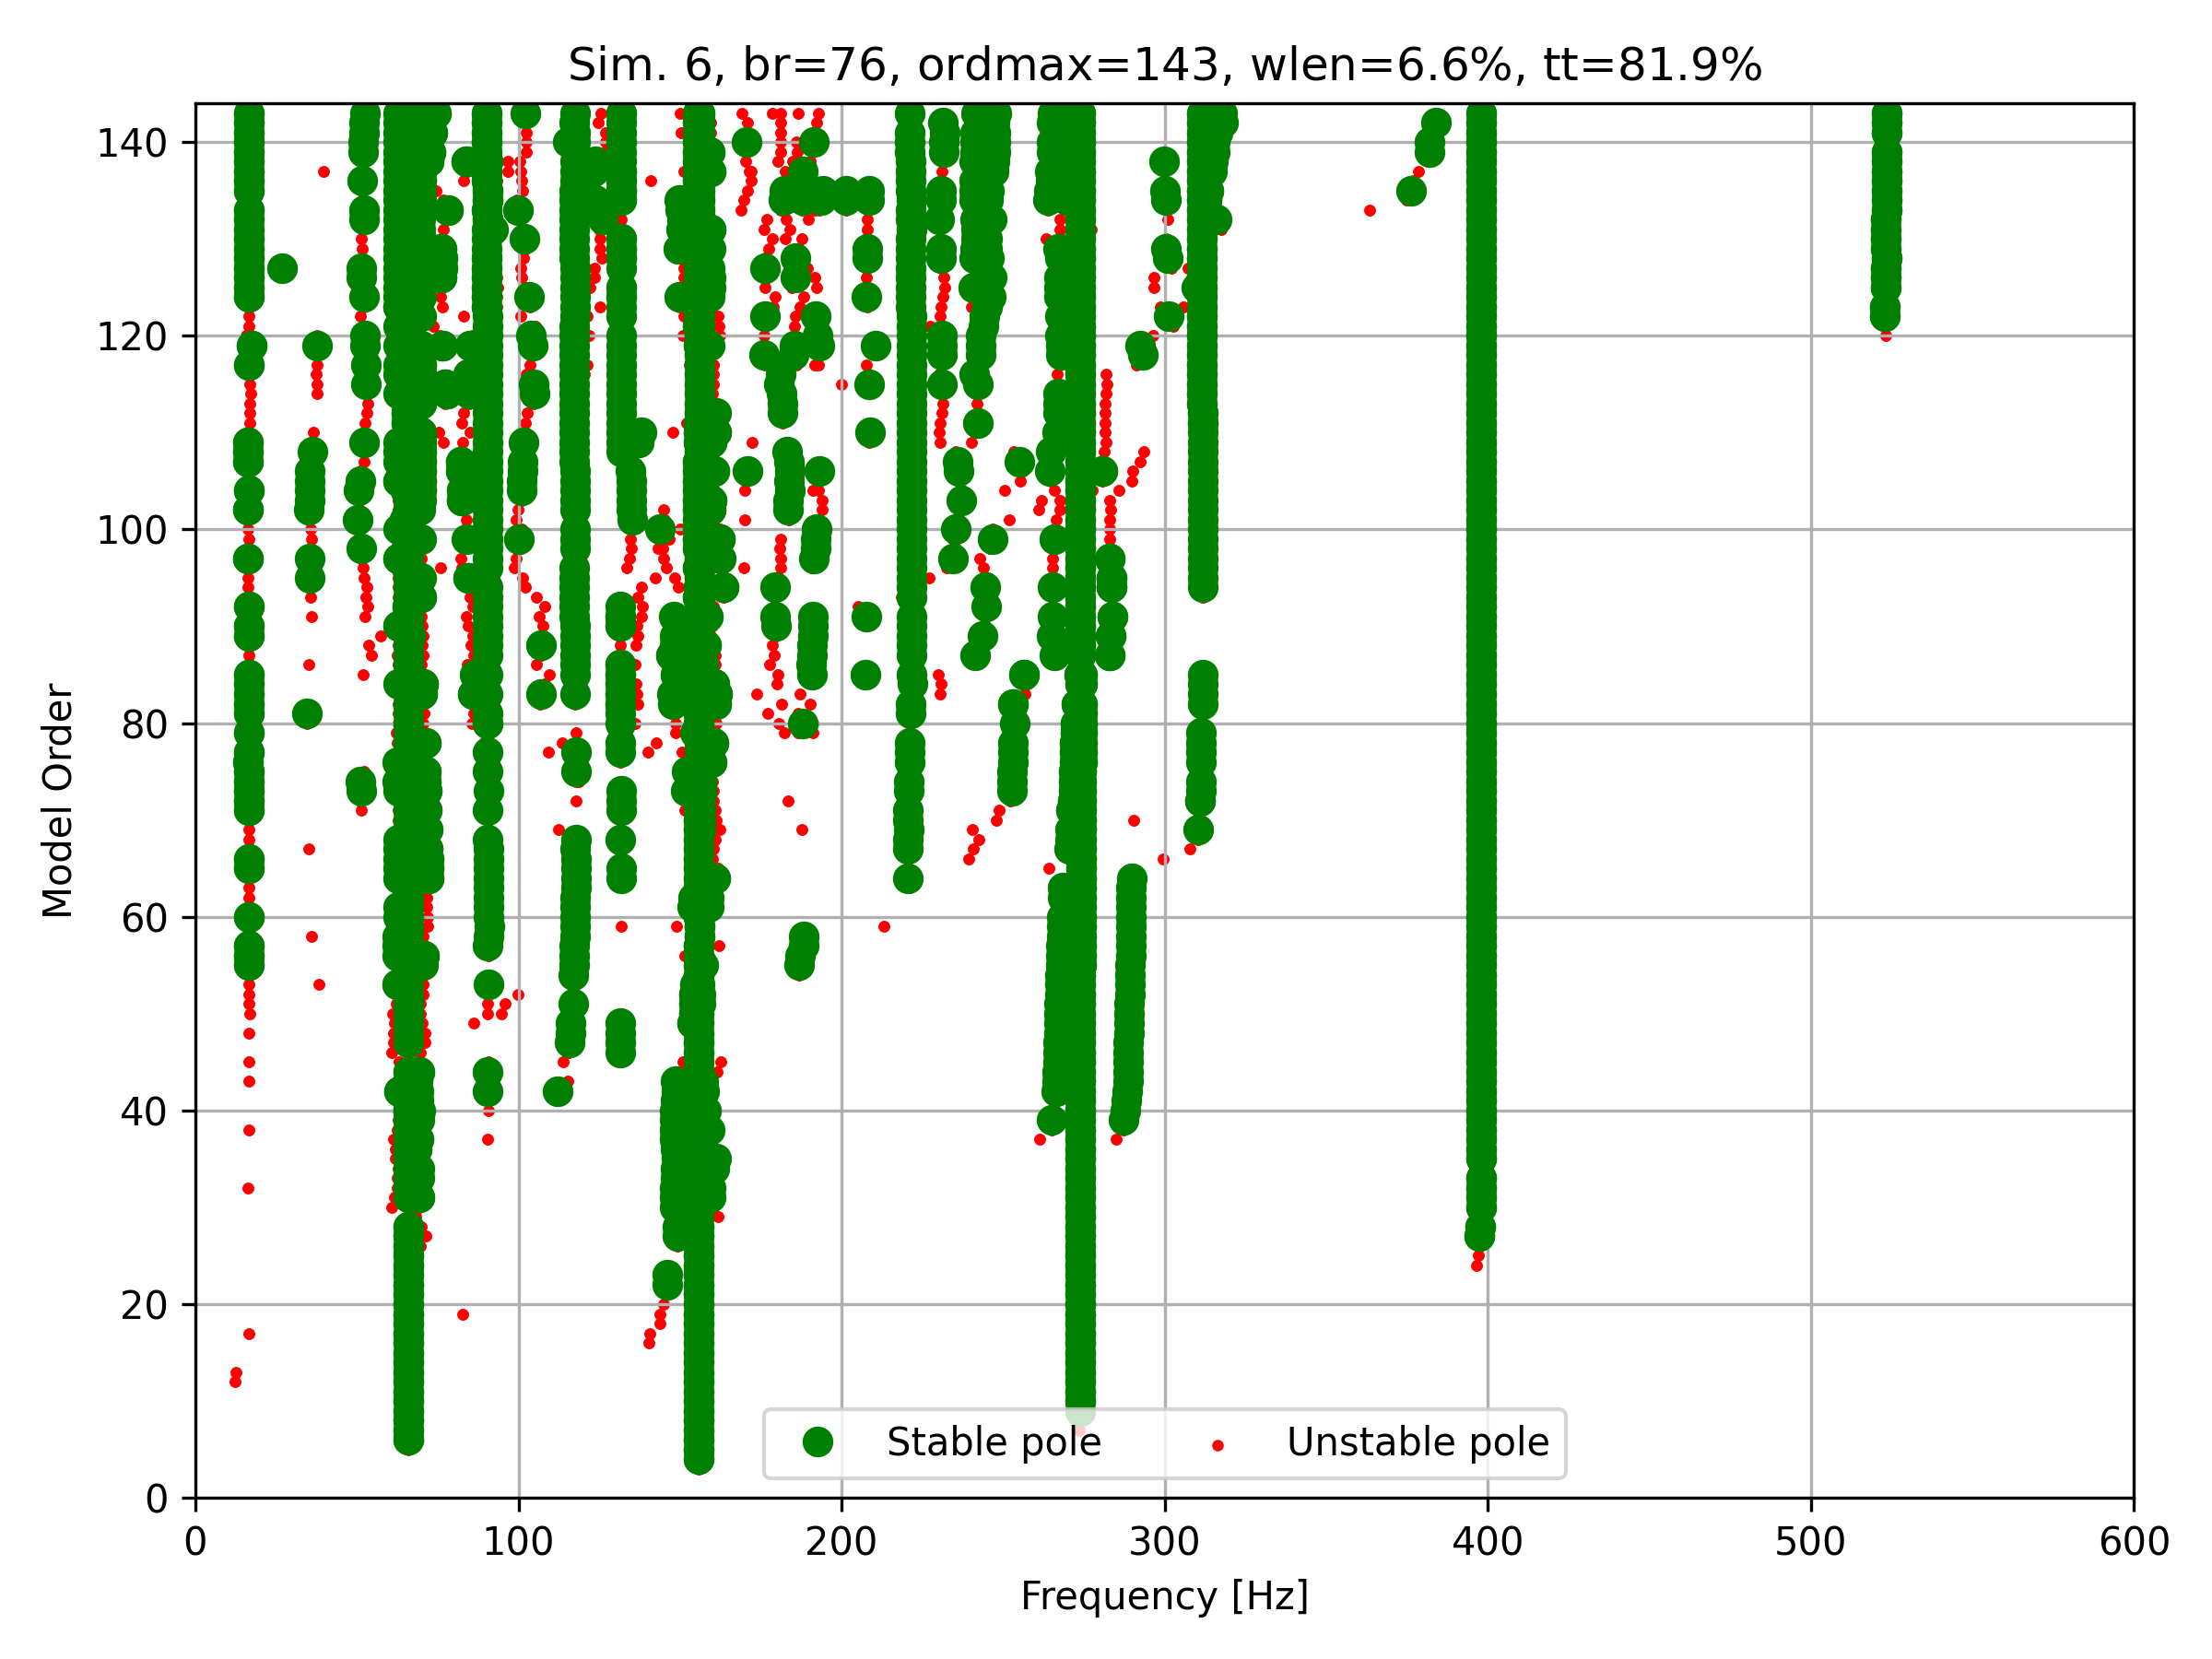 Sim. 6, br=76, ordmax=143, wlen=6.6%, tt=81.9%
Model Order
140
120
100
80
60
40
20
0
Stable pole
Unstable pole
0 100 200 300 400 500 600
Frequency [Hz]